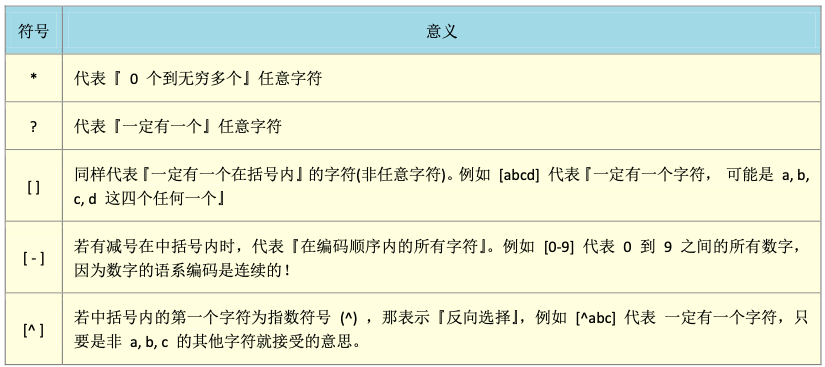 符号 意义
* 代表『 0 个到无穷多个』任意字符
? 代表『一定有一个』任意字符
[ ] 同样代表『一定有一个在括号内』的字符(非任意字符)。例如 [abcd] 代表『一定有一个字符， 可能是 a, b,
c, d 这四个任何一个』
[ - ] 若有减号在中括号内时，代表『在编码顺序内的所有字符』。例如 [0-9] 代表 0 到 9 之间的所有数字，
因为数字的语系编码是连续的！
[^ ] 若中括号内的第一个字符为指数符号 (^) ，那表示『反向选择』，例如 [^abc] 代表 一定有一个字符，只
要是非 a, b, c 的其他字符就接受的意思。